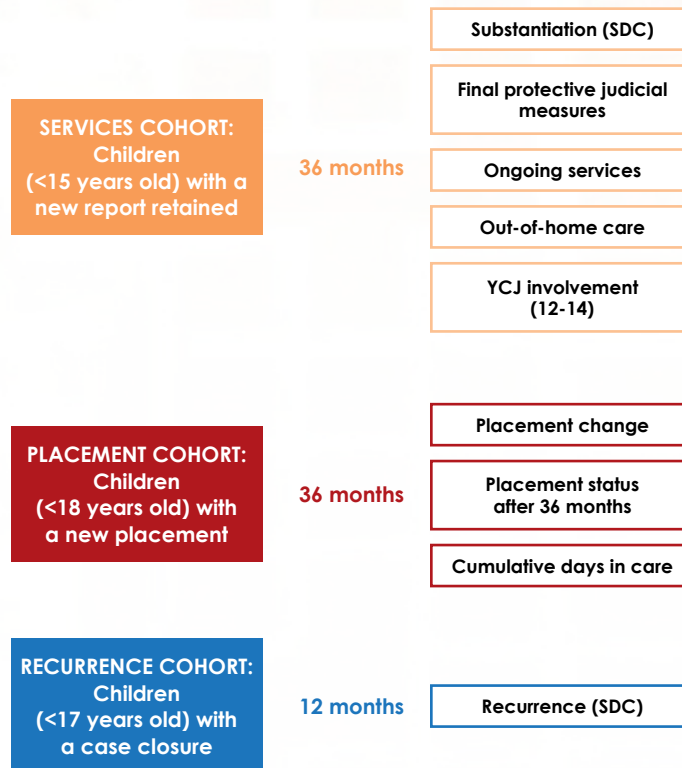 SERVICES COHORT:
Children
(<15 years old) with a
new report retained
36 months
Substantiation (SDC)
Final protective judicial
measures
Ongoing services
Out-of-home care
YCJ involvement
(12-14)
PLACEMENT COHORT:
Children
(<18 years old) with
a new placement
36 months
Placement change
Placement status
after 36 months
Cumulative days in care
RECURRENCE COHORT:
Children
(<17 years old) with
a case closure
12 months
Recurrence (SDC)